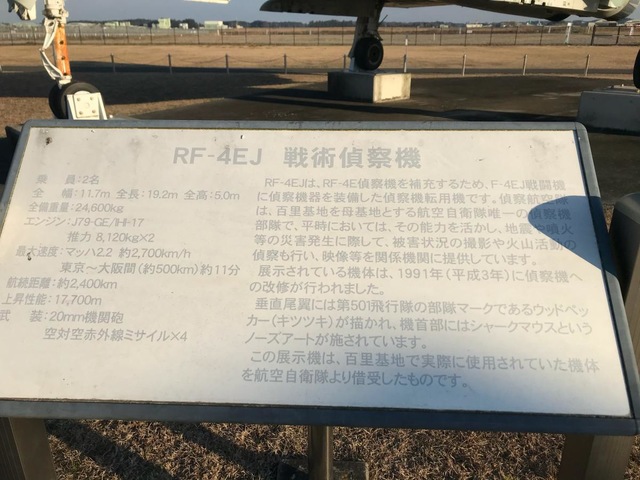 RF-4EJ 戦術偵察機
乗 員:2名
全 幅:11.7m 全長:19.2m 全高:5.0m
全備重量:24,600kg
エンジン:J79-GE/IHI-17
推力 8,120kg×2
最大速度:マッハ2.2 約2,700km/h
東京～大阪間(約500km)約11分
航続距離:約2,400km
上昇性能:17,700m
武 装:20mm機関砲
空対空赤外線ミサイル×4
RF-4EJは、RF-4E偵察機を補充するため、F-4EJ戦闘機
に偵察機器を装備した偵察機転用機です。偵察航空隊
は、百里基地を母基地とする航空自衛隊唯一の偵察機
部隊で、平時においては、その能力を活かし、地震や噴火
等の災害発生に際して、被害状況の撮影や火山活動の
偵察も行い、映像等を関係機関に提供しています。
展示されている機体は、1991年(平成3年)に偵察機へ
の改修が行われました。
垂直尾翼には第501飛行隊の部隊マークであるウッドペッ
カー(キツツキ)が描かれ、機首部にはシャークマウスという
ノーズアートが施されています。
この展示機は、百里基地で実際に使用されていた機体
を航空自衛隊より借受したものです。